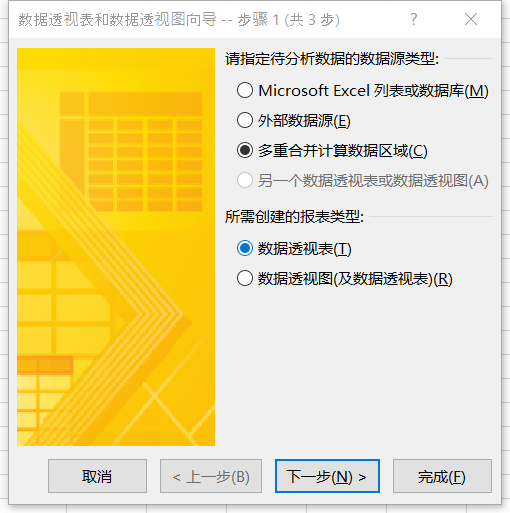 数据透视表和数据透视图向导 -- 步骤 1 (共 3 步)
请指定待分析数据的数据源类型:
Microsoft Excel 列表或数据库(M)
外部数据源(E)
多重合并计算数据区域(C)
另一个数据透视表或数据透视图(A)
所需创建的报表类型:
数据透视表(T)
数据透视图(及数据透视表)(R)
取消 < 上一步(B) 下一步(N) > 完成(F)